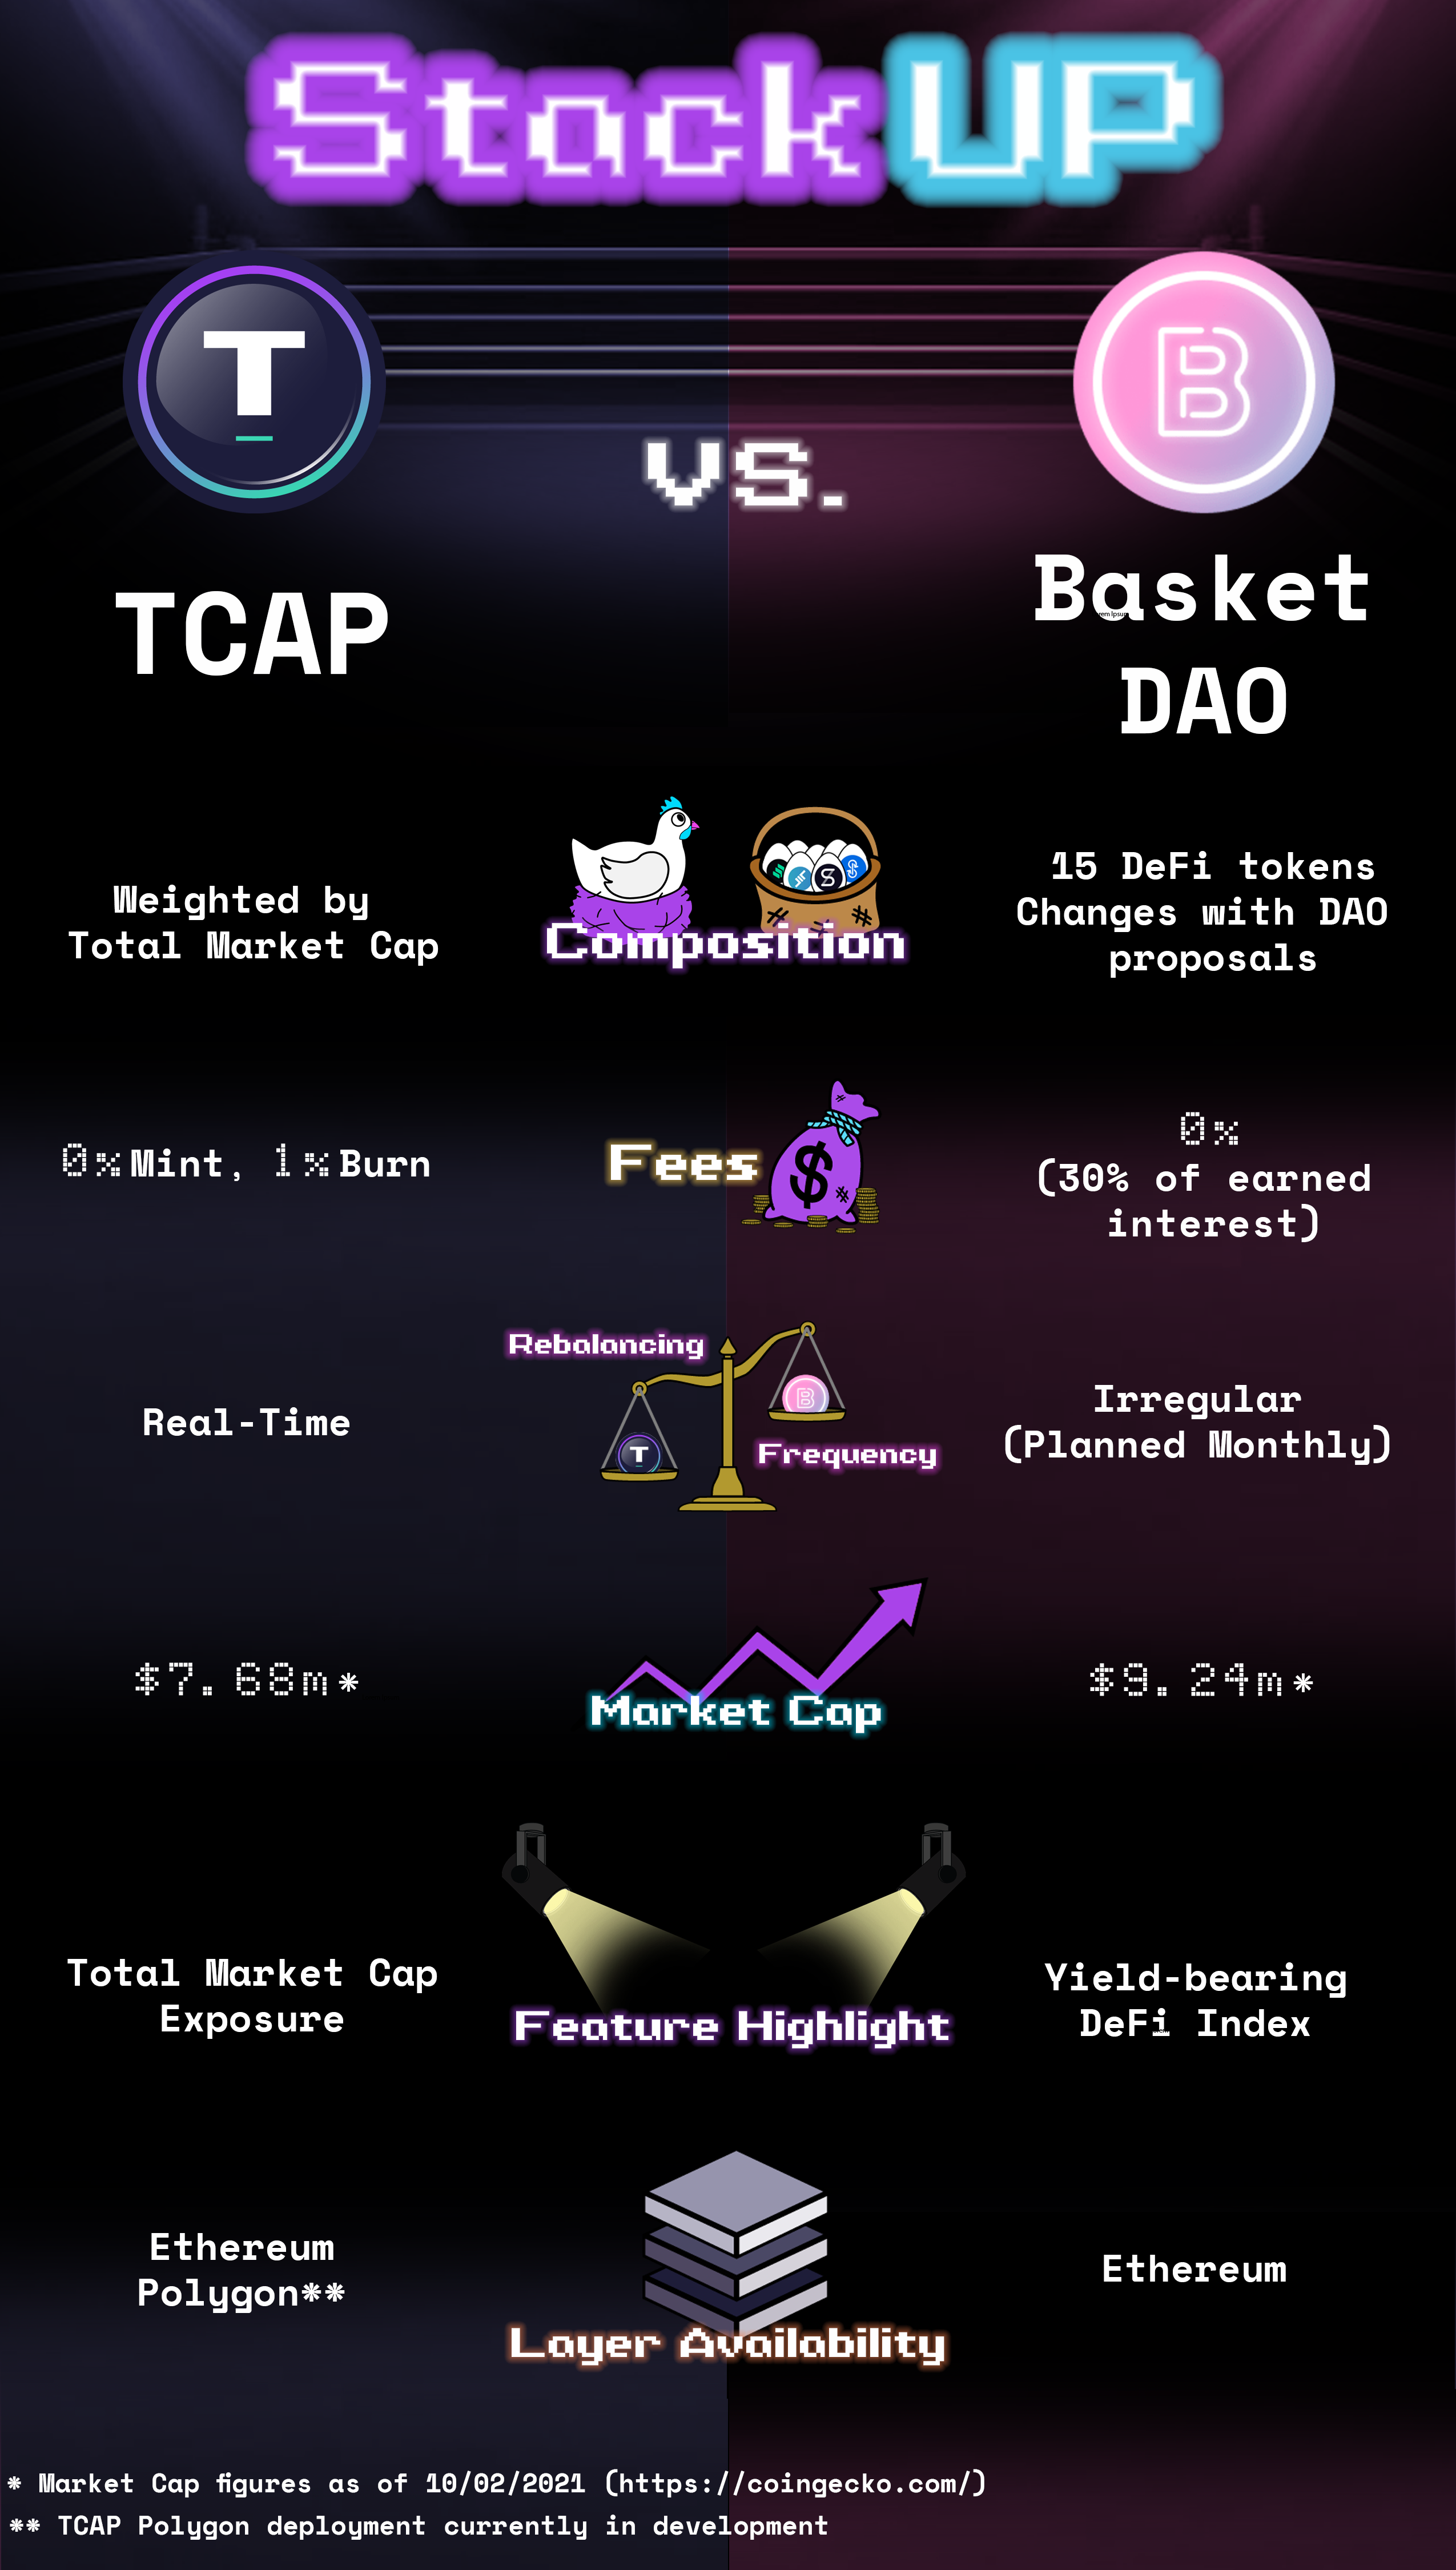 StackUP
T
B
vs.
TCAP
Basket
DAO
Weighted by
Total Market Cap
Composition
15 DeFi tokens
Changes with DAO
proposals
0% Mint, 1% Burn
Fees
$
0%
(30% of earned
interest)
Rebalancing
Frequency
T
B
Real-Time
Irregular
(Planned Monthly)
$7.68m*
Market Cap
$9.24m*
Total Market Cap
Exposure
Feature Highlight
Yield-bearing
DeFi Index
Ethereum
Polygon**
Layer Availability
Ethereum
* Market Cap figures as of 10/02/2021 (https://coingecko.com/)
** TCAP Polygon deployment currently in development